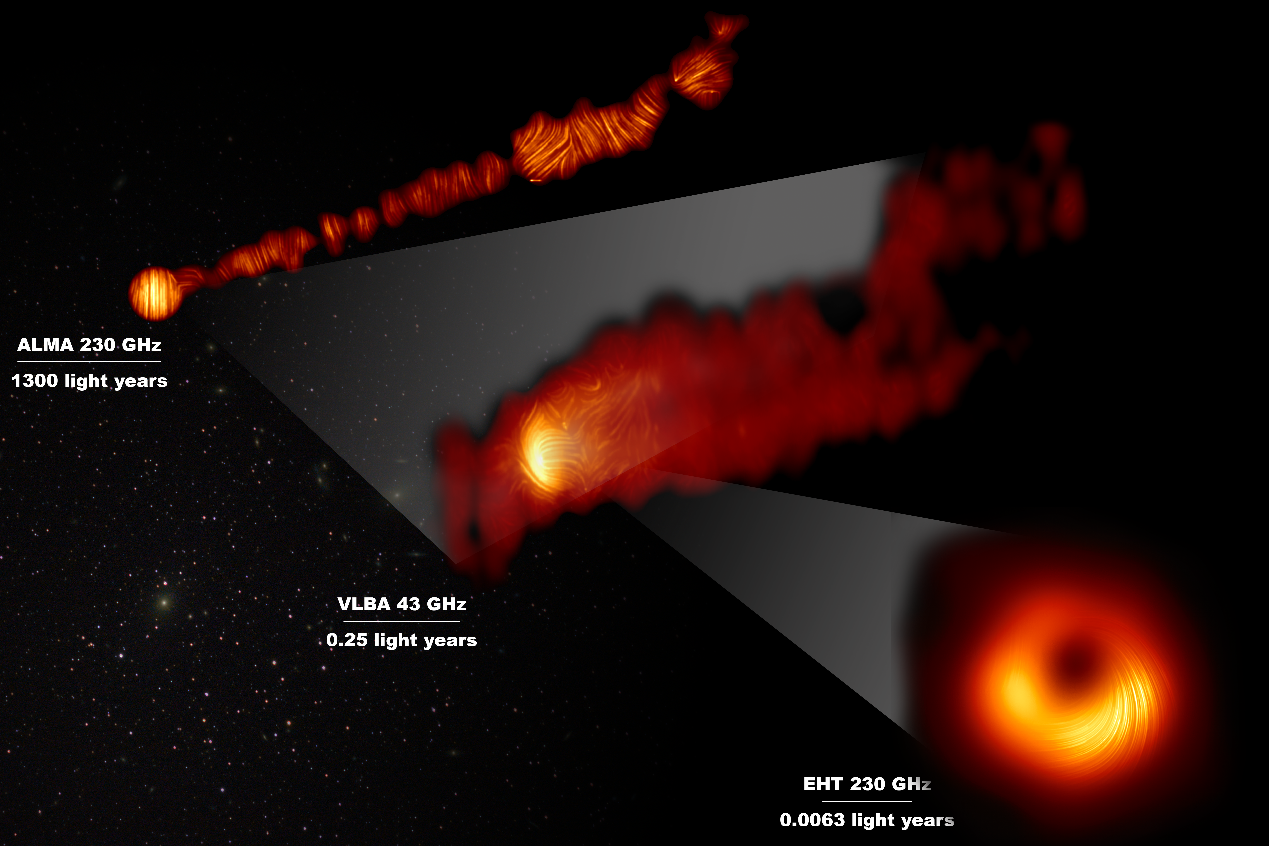 ALMA 230 GHz
1300 light years
VLBA 43 GHz
0.25 light years
EHT 230 GHz
0.0063 light years